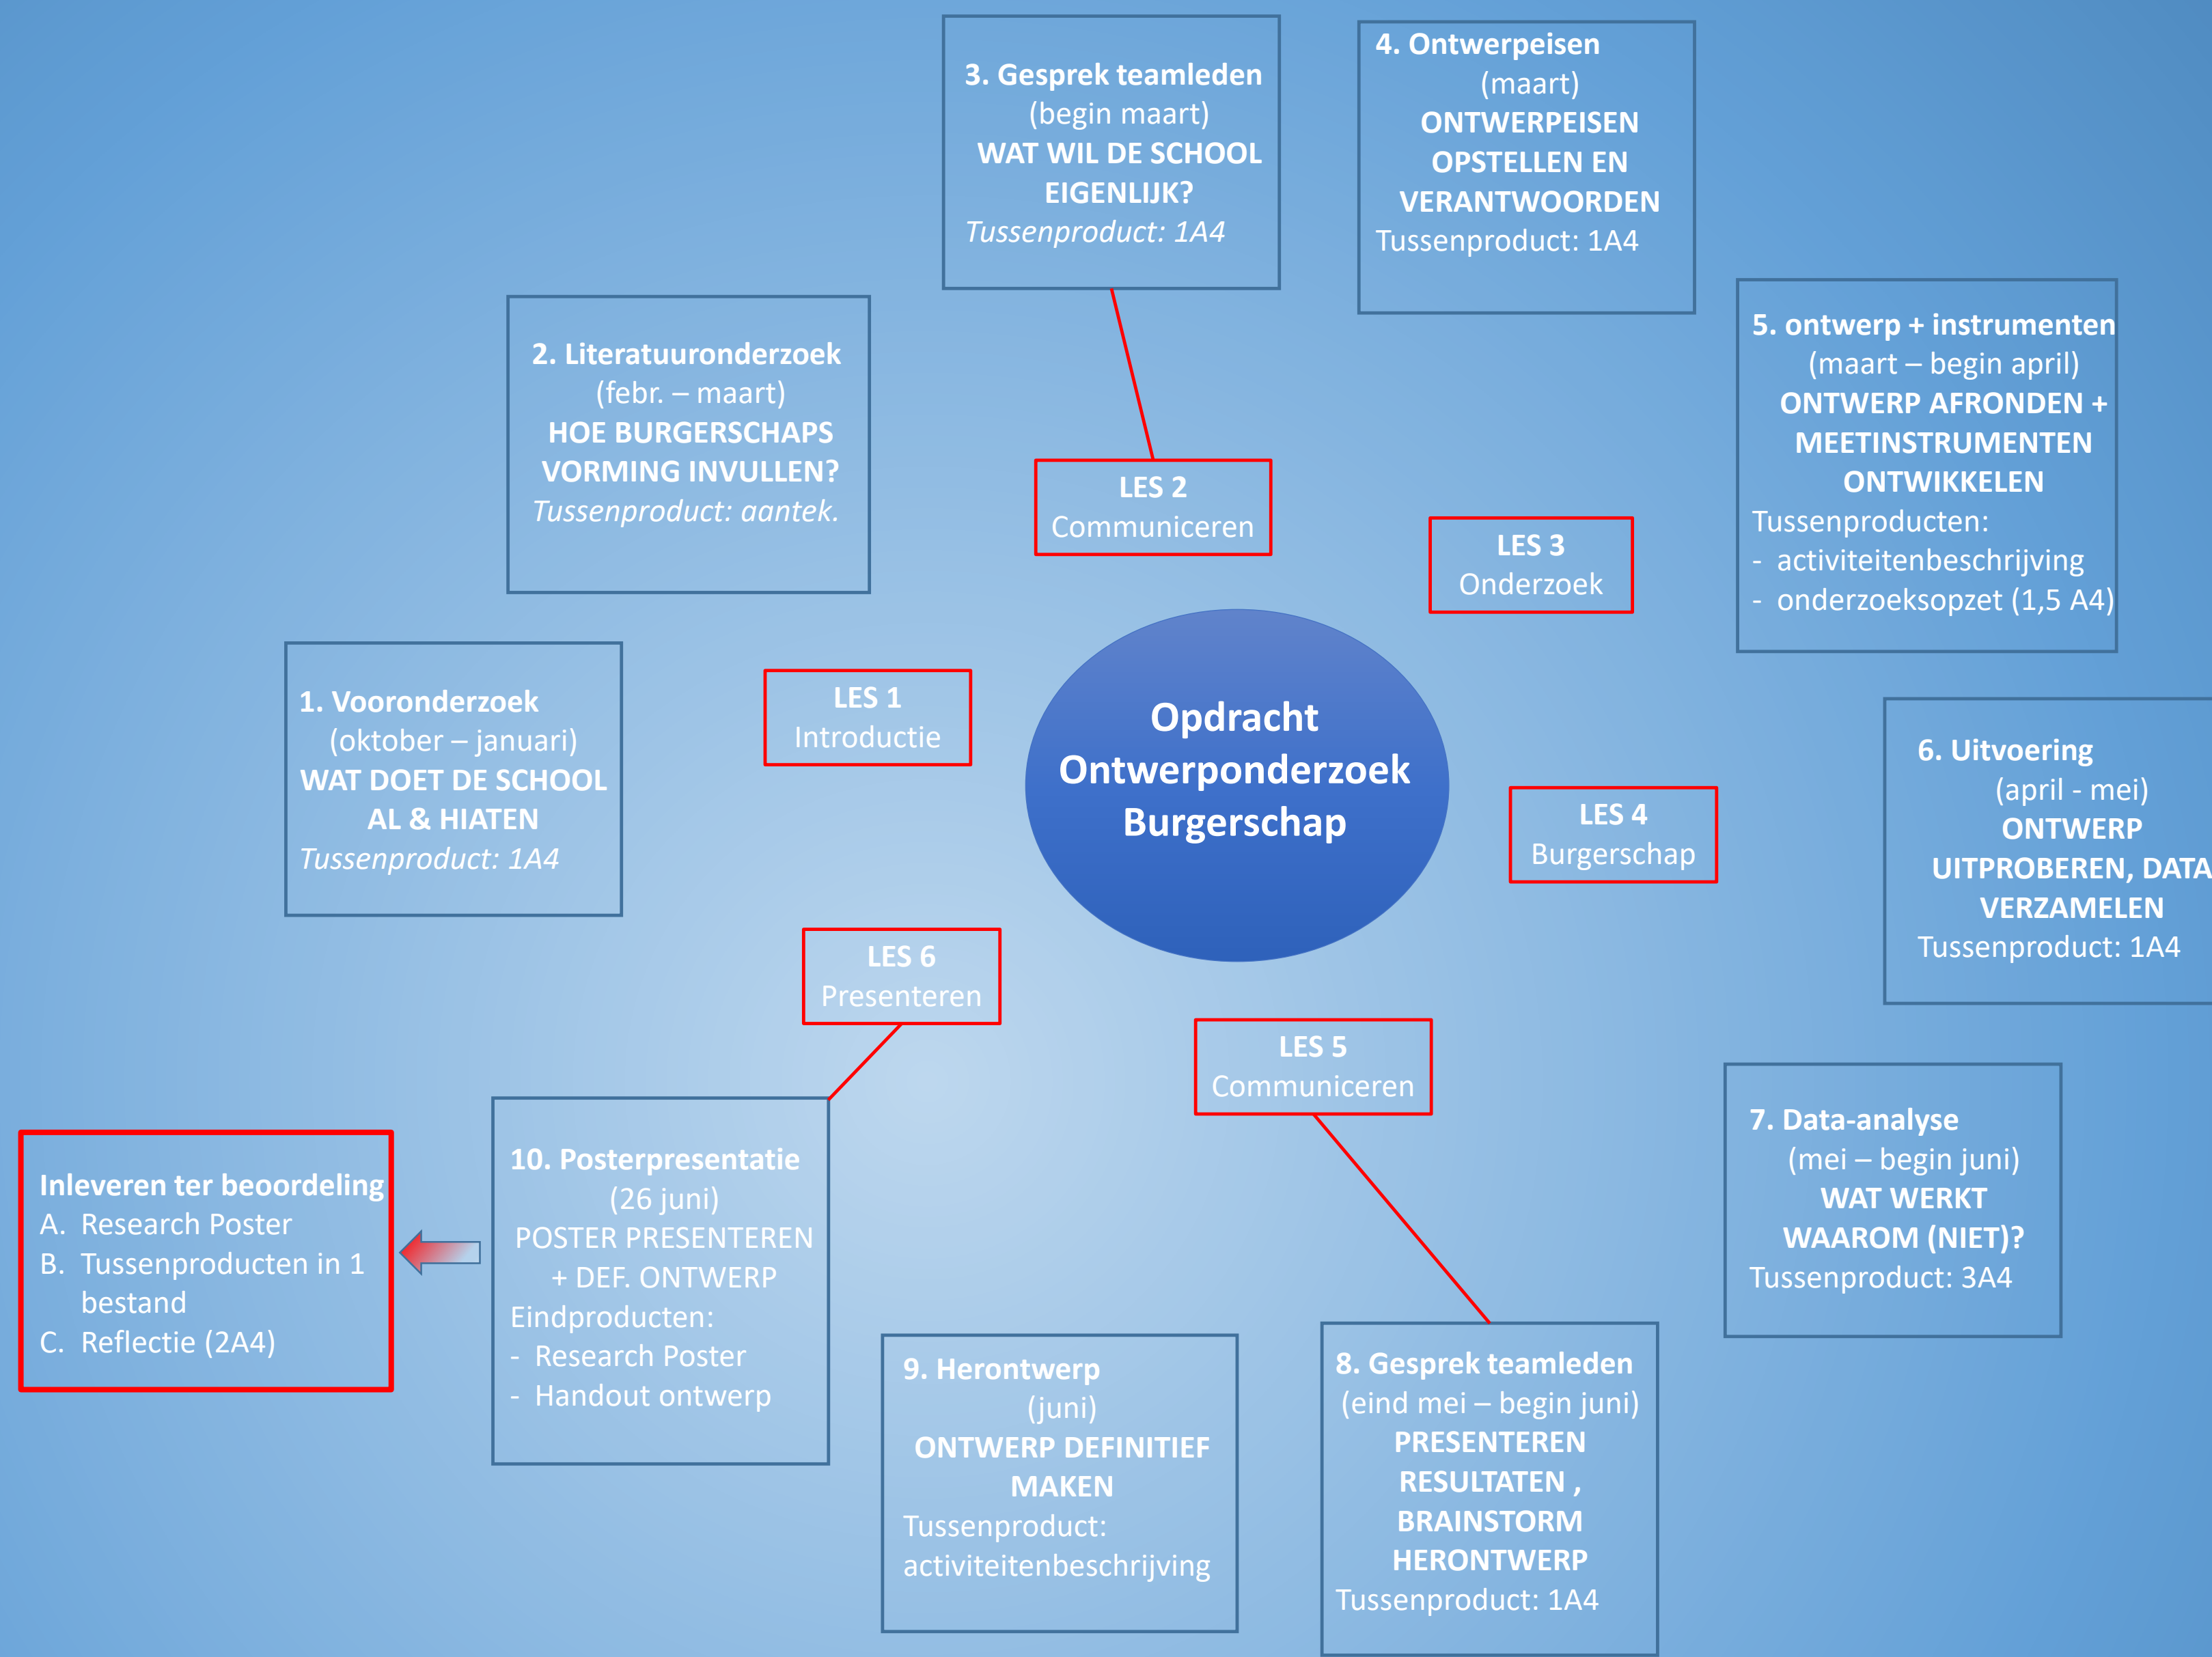 3. Gesprek teamleden
(begin maart)
WAT WIL DE SCHOOL
EIGENLIJK?
Tussenproduct: 1A4
4. Ontwerpeisen
(maart)
ONTWERPEISEN
OPSTELLEN EN
VERANTWOORDEN
Tussenproduct: 1A4
2. Literatuuronderzoek
(febr. – maart)
HOE BURGERSCHAPS
VORMING INVULLEN?
Tussenproduct: aantek.
5. ontwerp + instrumenten
(maart – begin april)
ONTWERP AFRONDEN +
MEETINSTRUMENTEN
ONTWIKKELEN
Tussenproducten:
- activiteitenbeschrijving
- onderzoeksopzet (1,5 A4)
LES 2
Communiceren
LES 3
Onderzoek
1. Vooronderzoek
(oktober – januari)
WAT DOET DE SCHOOL
AL & HIATEN
Tussenproduct: 1A4
LES 1
Introductie
Opdracht
Ontwerponderzoek
Burgerschap
LES 4
Burgerschap
6. Uitvoering
(april - mei)
ONTWERP
UITPROBEREN, DATA
VERZAMELEN
Tussenproduct: 1A4
LES 6
Presenteren
LES 5
Communiceren
7. Data-analyse
(mei – begin juni)
WAT WERKT
WAAROM (NIET)?
Tussenproduct: 3A4
Inleveren ter beoordeling
A. Research Poster
B. Tussenproducten in 1
bestand
C. Reflectie (2A4)
10. Posterpresentatie
(26 juni)
POSTER PRESENTEREN
+ DEF. ONTWERP
Eindproducten:
- Research Poster
- Handout ontwerp
9. Herontwerp
(juni)
ONTWERP DEFINITIEF
MAKEN
Tussenproduct:
activiteitenbeschrijving
8. Gesprek teamleden
(eind mei – begin juni)
PRESENTEREN
RESULTATEN ,
BRAINSTORM
HERONTWERP
Tussenproduct: 1A4